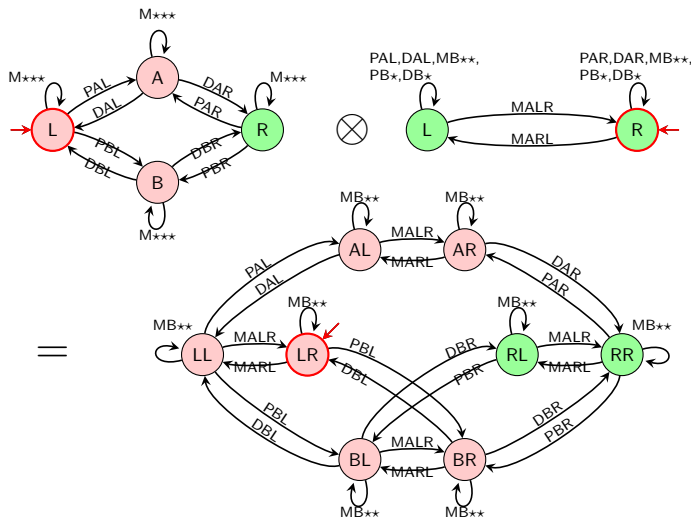 M⋆⋆⋆
A
PAL
DAL
DAR
PAR
M⋆⋆⋆
L
M⋆⋆⋆
R
PBL
DBL
DBR
PBR
B
M⋆⋆⋆
⊗
PAL,DAL,MB⋆⋆,
PB⋆,DB⋆
L
MALR
MARL
PAR,DAR,MB⋆⋆,
PB⋆,DB⋆
R
=
MB⋆⋆
AL
MALR
MARL
MB⋆⋆
AR
PAL
DAL
DAR
PAR
MB⋆⋆
LL
MALR
MARL
MB⋆⋆
LR
PBL
DBL
DBR
PBR
MB⋆⋆
RL
MALR
MARL
MB⋆⋆
RR
PBL
DBL
DBR
PBR
BL
MALR
MARL
BR
MB⋆⋆
MB⋆⋆